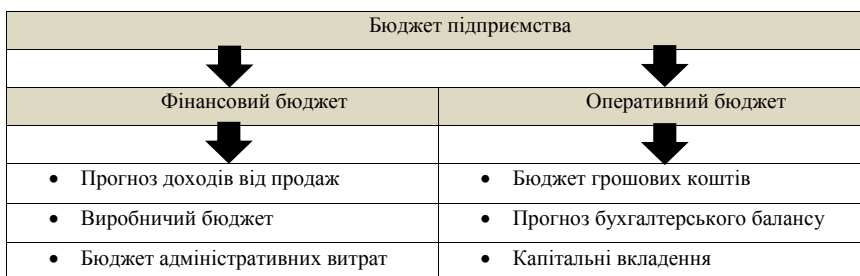 Бюджет підприємства
Фінансовий бюджет
Оперативний бюджет
• Прогноз доходів від продаж
• Бюджет грошових коштів
• Виробничий бюджет
• Прогноз бухгалтерського балансу
• Бюджет адміністративних витрат
• Капітальні вкладення